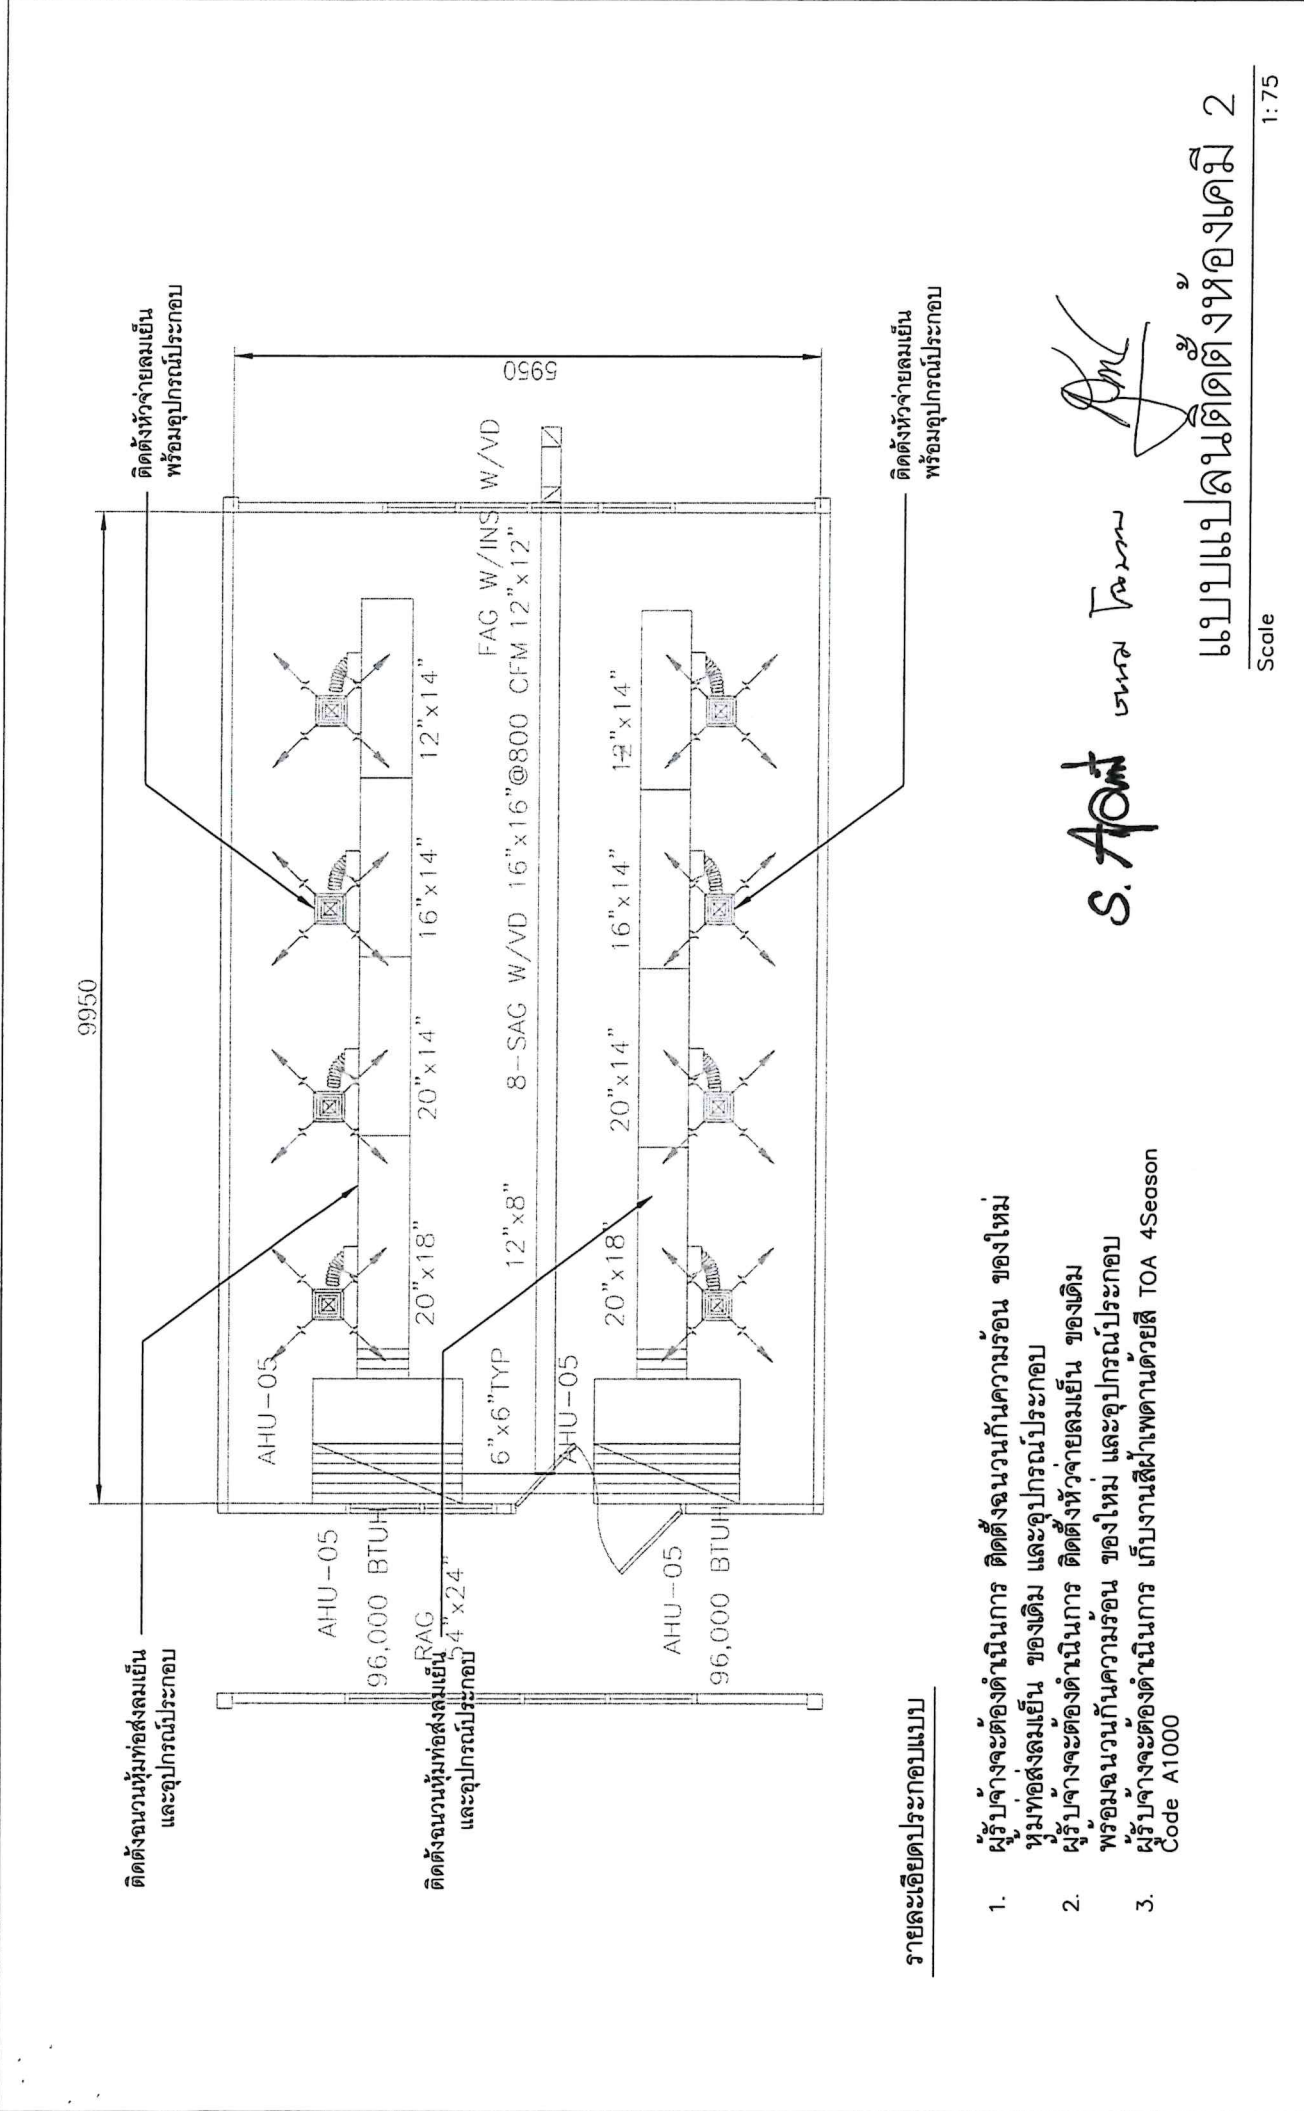 9950
ติดตั้งฉนวนหุ้มท่อส่งลมเย็น
และอุปกรณ์ประกอบ
ติดตั้งหัวจ่ายลมเย็น
พร้อมอุปกรณ์ประกอบ
5950
AHU-05
AHU-05
96,000 BTUH
20"x18"
20"x14"
16"x14"
12"x14"
RAG
54"x24"
6"x6"TYP
12"x8"
8-SAG W/VD 16"x16"@800 CFM
FAG W/INS W/VD
12"x12"
ติดตั้งฉนวนหุ้มท่อส่งลมเย็น
และอุปกรณ์ประกอบ
AHU-05
20"x18"
20"x14"
16"x14"
12"x14"
AHU-05
96,000 BTUH
ติดตั้งหัวจ่ายลมเย็น
พร้อมอุปกรณ์ประกอบ
รายละเอียดประกอบแบบ
1. ผู้รับจ้างจะต้องดำเนินการ ติดตั้งฉนวนกันความร้อน ของใหม่
หุ้มท่อส่งลมเย็น ของเดิม และอุปกรณ์ประกอบ
2. ผู้รับจ้างจะต้องดำเนินการ ติดตั้งหัวจ่ายลมเย็น ของเดิม
พร้อมฉนวนกันความร้อน ของใหม่ และอุปกรณ์ประกอบ
3. ผู้รับจ้างจะต้องดำเนินการ เก็บงานสีฝ้าเพดานด้วยสี TOA 4Season
Code A1000
S.
แบบแปลนติดตั้งห้องเคมี 2
Scale 1:75